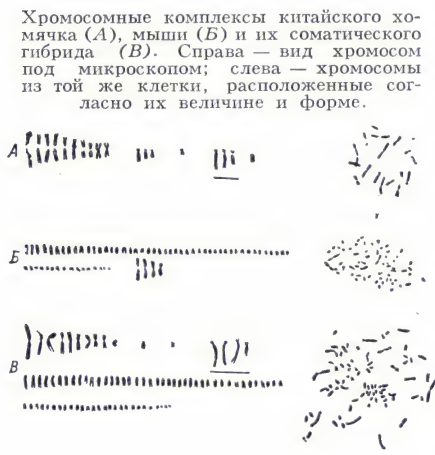 Хромосомные комплексы китайского хо-
мячка (А), мыши (Б) и их соматического
гибрида (В). Справа — вид хромосом
под микроскопом; слева — хромосомы
из той же клетки, расположенные сог-
ласно их величине и форме.
А
Б
В